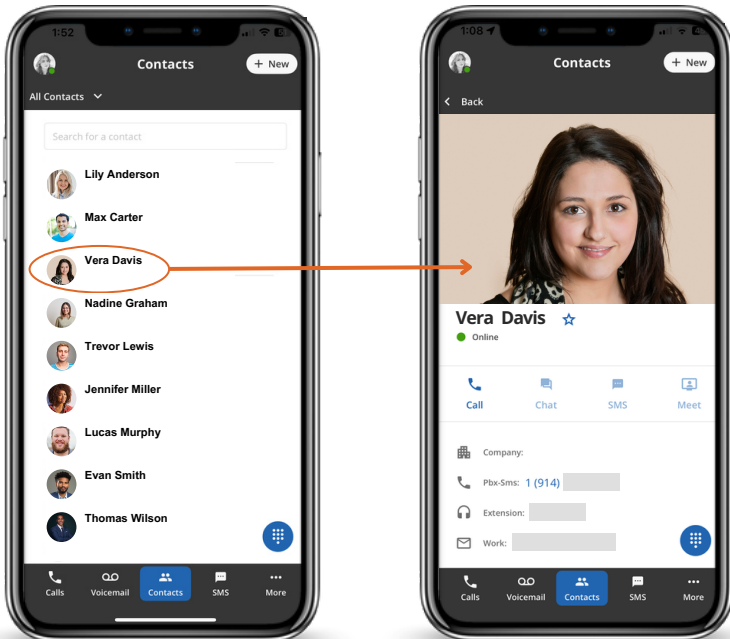 1:52
Contacts
+ New
All Contacts
Search for a contact
Lily Anderson
Max Carter
Vera Davis
Nadine Graham
Trevor Lewis
Jennifer Miller
Lucas Murphy
Evan Smith
Thomas Wilson
Calls Voicemail Contacts SMS More
1:08
Contacts
+ New
Back
Vera Davis
Online
Call Chat SMS Meet
Company:
Pbx-Sms: 1 (914)
Extension:
Work:
Calls Voicemail Contacts SMS More